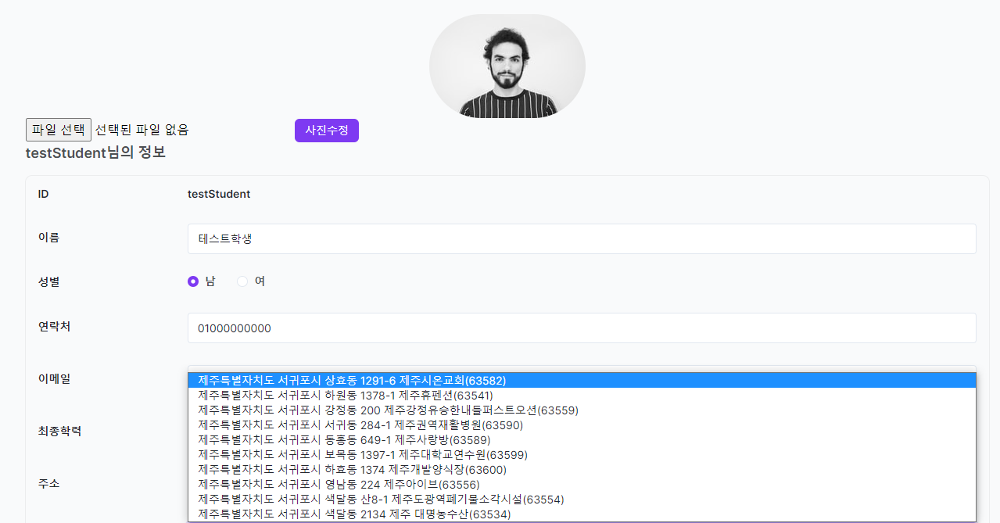 파일 선택 선택된 파일 없음 사진수정
testStudent님의 정보
ID testStudent
이름 테스트학생
성별 남 여
연락처 01000000000
이메일
제주특별자치도 서귀포시 상효동 1291-6 제주시온교회(63582)
제주특별자치도 서귀포시 하원동 1378-1 제주휴펜션(63541)
제주특별자치도 서귀포시 강정동 200 제주강정유승한내들퍼스트오션(63559)
제주특별자치도 서귀포시 서귀동 284-1 제주권역재활병원(63590)
최종학력
제주특별자치도 서귀포시 동홍동 649-1 제주사랑방(63589)
제주특별자치도 서귀포시 보목동 1397-1 제주대학교연수원(63599)
제주특별자치도 서귀포시 하효동 1374 제주개발양식장(63600)
주소
제주특별자치도 서귀포시 영남동 224 제주아이브(63556)
제주특별자치도 서귀포시 색달동 산8-1 제주도광역폐기물소각시설(63554)
제주특별자치도 서귀포시 색달동 2134 제주 대명농수산(63534)